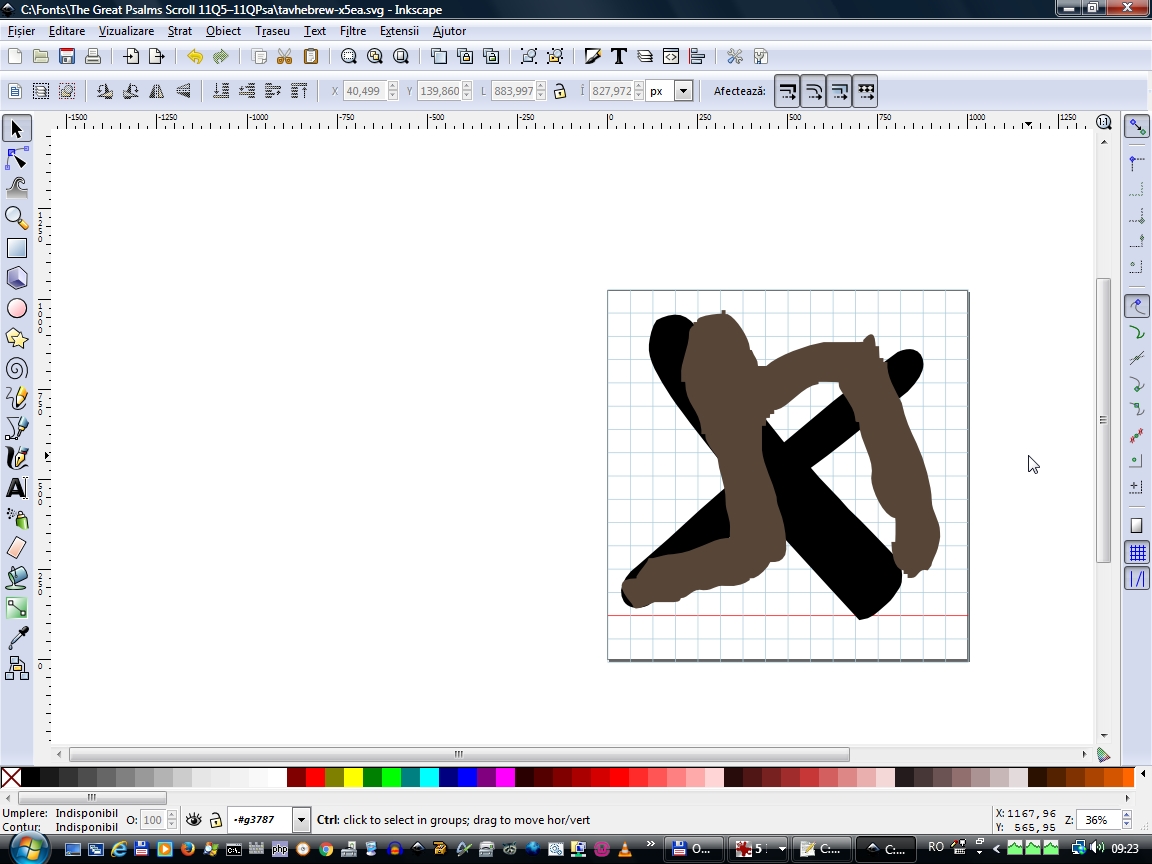 C:\Fonts\The Great Psalms Scroll 11Q5–11QPsa\tavhebrew-x5ea.svg - Inkscape
Fișier Editare Vizualizare Strat Obiect Traseu Text Filtre Extensii Ajutor
X 40,499 Y 139,860 L 883,997 Î 827,972 px Afectează:
-1500 -1250 -1000 -750 -500 -250 0 250 500 750 1000 1250
1250
1000
750
500
250
0
Umplere: Indisponibil O: 100 -#g3787 Ctrl: click to select in groups; drag to move hor/vert X:1167,96 Z: 36%
Contur: Indisponibil Y: 565,95
php O... 5 C:... C:... RO 09:23